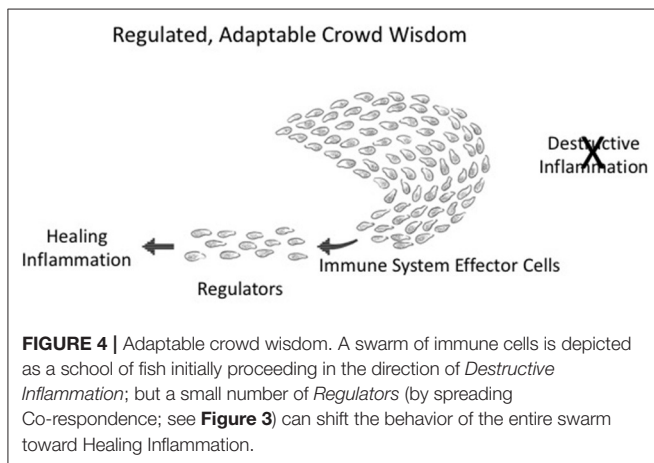 Regulated, Adaptable Crowd Wisdom
Destructive
Inflammation
X
Healing
Inflammation
Regulators
Immune System Effector Cells
FIGURE 4 | Adaptable crowd wisdom. A swarm of immune cells is depicted
as a school of fish initially proceeding in the direction of Destructive
Inflammation; but a small number of Regulators (by spreading
Co-respondence; see Figure 3) can shift the behavior of the entire swarm
toward Healing Inflammation.